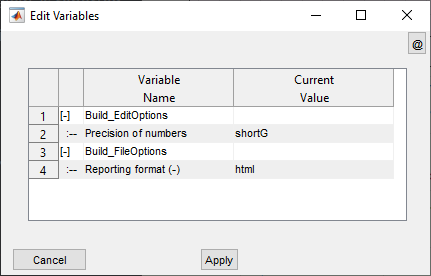 Edit Variables
@
Variable Name Current Value
1 [-] Build_EditOptions
2 :-- Precision of numbers shortG
3 [-] Build_FileOptions
4 :-- Reporting format (-) html
Cancel Apply